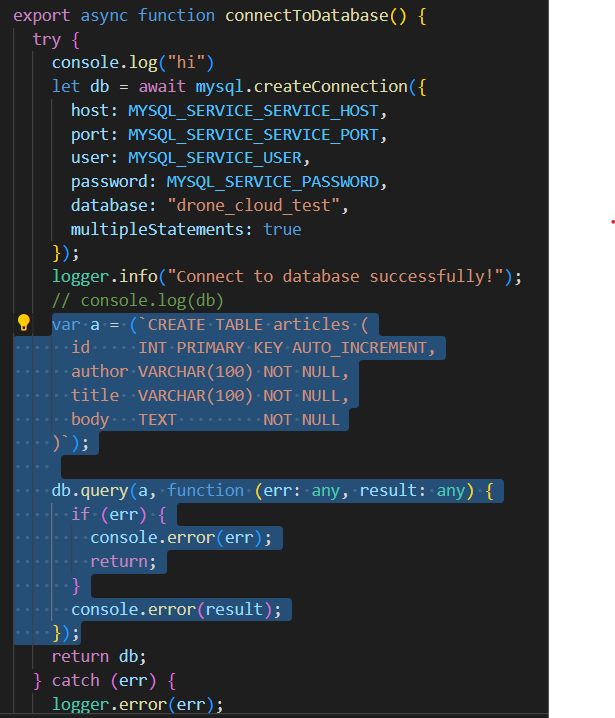 export async function connectToDatabase() {
try {
console.log("hi")
let db = await mysql.createConnection({
host: MYSQL_SERVICE_SERVICE_HOST,
port: MYSQL_SERVICE_SERVICE_PORT,
user: MYSQL_SERVICE_USER,
password: MYSQL_SERVICE_PASSWORD,
database: "drone_cloud_test",
multipleStatements: true
});
logger.info("Connect to database successfully!");
// console.log(db)
var a = (`CREATE TABLE articles (
id     INT PRIMARY KEY AUTO_INCREMENT,
author VARCHAR(100) NOT NULL,
title  VARCHAR(100) NOT NULL,
body   TEXT         NOT NULL
)`);
db.query(a, function (err: any, result: any) {
if (err) {
console.error(err);
return;
}
console.error(result);
});
return db;
} catch (err) {
logger.error(err);